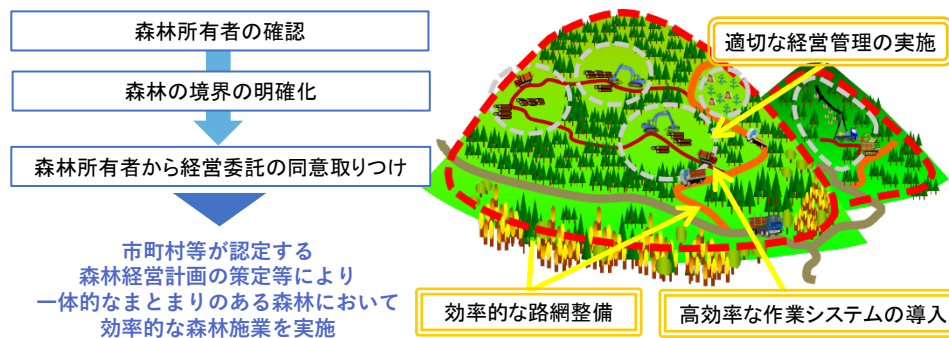 森林所有者の確認
森林の境界の明確化
森林所有者から経営委託の同意取りつけ
市町村等が認定する
森林経営計画の策定等により
一体的なまとまりのある森林において
効率的な森林施業を実施
適切な経営管理の実施
効率的な路網整備
高効率な作業システムの導入